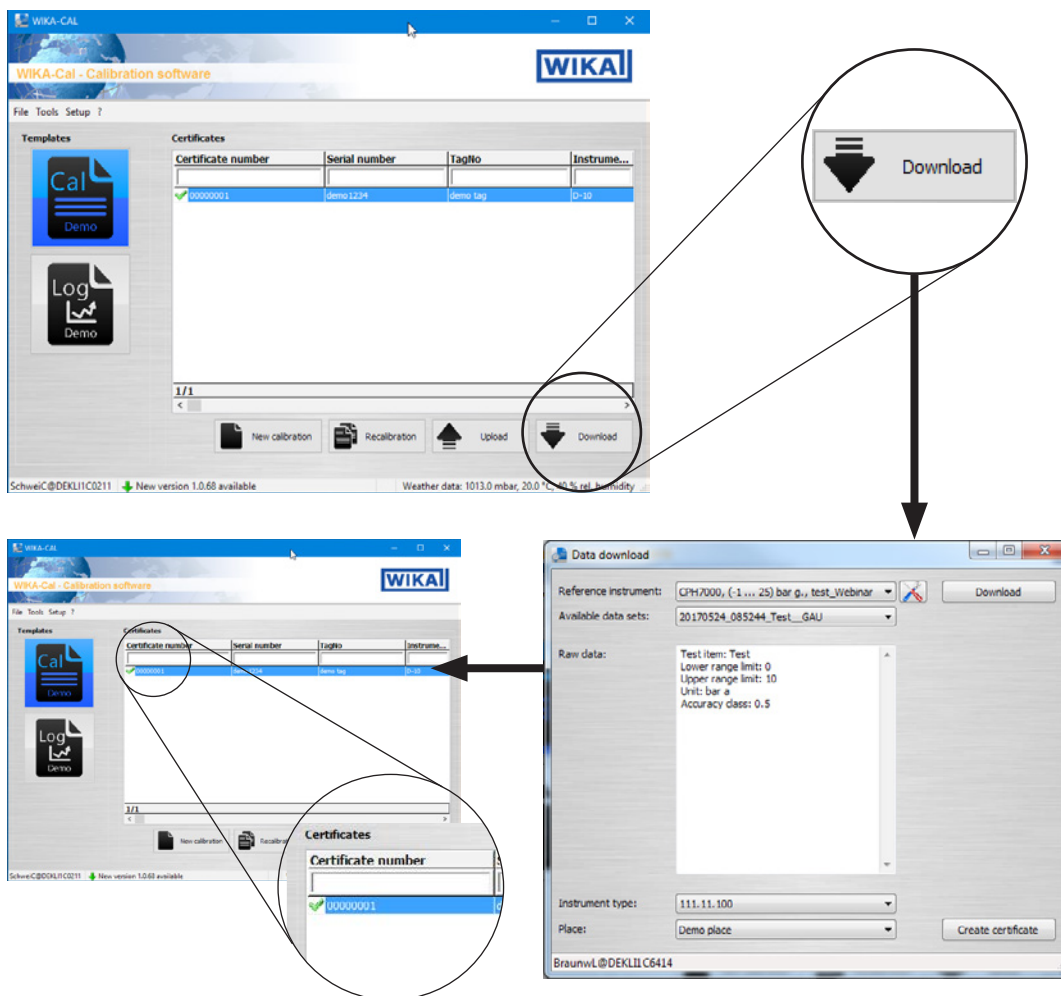 WIKA-CAL
WIKA-Cal - Calibration software
WIKA
File Tools Setup ?
Templates
Certificates
Certificate number Serial number TagNo Instrume...
00000001 demo1234 demo tag D-10
Cal
Demo
Log
Demo
1/1
New calibration Recalibration Upload Download
SchweiC@DEKLI1C0211 New version 1.0.68 available Weather data: 1013.0 mbar, 20.0 °C, 40 % rel. humidity
Download
WIKA-CAL
WIKA-Cal - Calibration software
WIKA
File Tools Setup ?
Templates
Certificates
Certificate number Serial number TagNo Instrume...
00000001 demo1234 demo tag D-10
Cal
Demo
Log
Demo
1/1
New calibration
SchweiC@DEKLI1C0211 New version 1.0.68 available
Certificates
Certificate number
00000001
Data download
Reference instrument: CPH7000, (-1 ... 25) bar g., test_Webinar Download
Available data sets: 20170524_085244_Test__GAU
Raw data:
Test item: Test
Lower range limit: 0
Upper range limit: 10
Unit: bar a
Accuracy class: 0.5
Instrument type: 111.11.100
Place: Demo place Create certificate
BraunwL@DEKLI1C6414